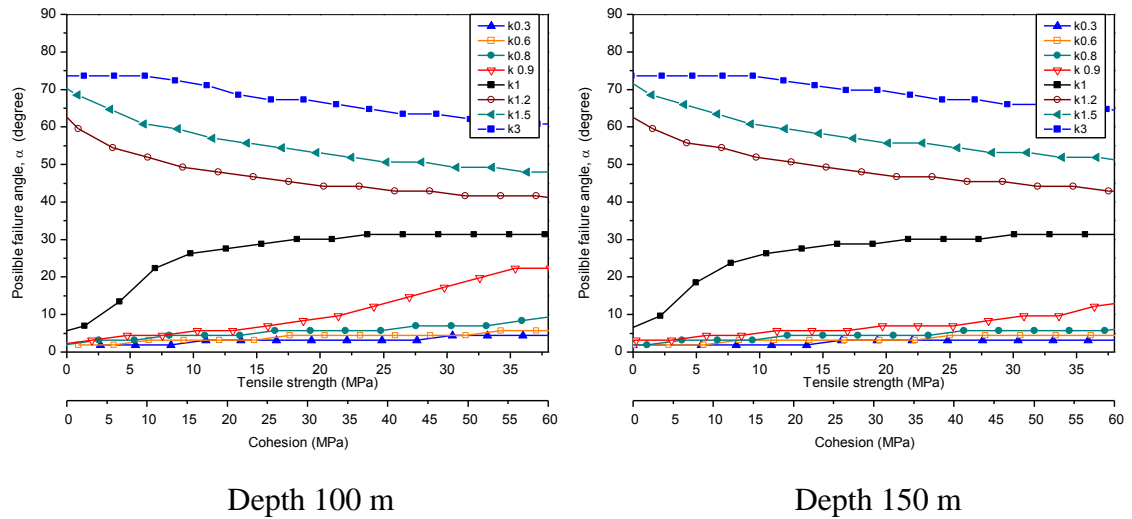 90
80
70
60
50
40
30
20
10
0
Posilble failure angle, α (degree)
k0.3
k0.6
k0.8
k 0.9
k1
k1.2
k1.5
k3
0 5 10 15 20 25 30 35
Tensile strength (MPa)
0 5 10 15 20 25 30 35 40 45 50 55 60
Cohesion (MPa)
Depth 100 m
90
80
70
60
50
40
30
20
10
0
Posilble failure angle, α (degree)
k0.3
k0.6
k0.8
k 0.9
k1
k1.2
k1.5
k3
0 5 10 15 20 25 30 35
Tensile strength (MPa)
0 5 10 15 20 25 30 35 40 45 50 55 60
Cohesion (MPa)
Depth 150 m